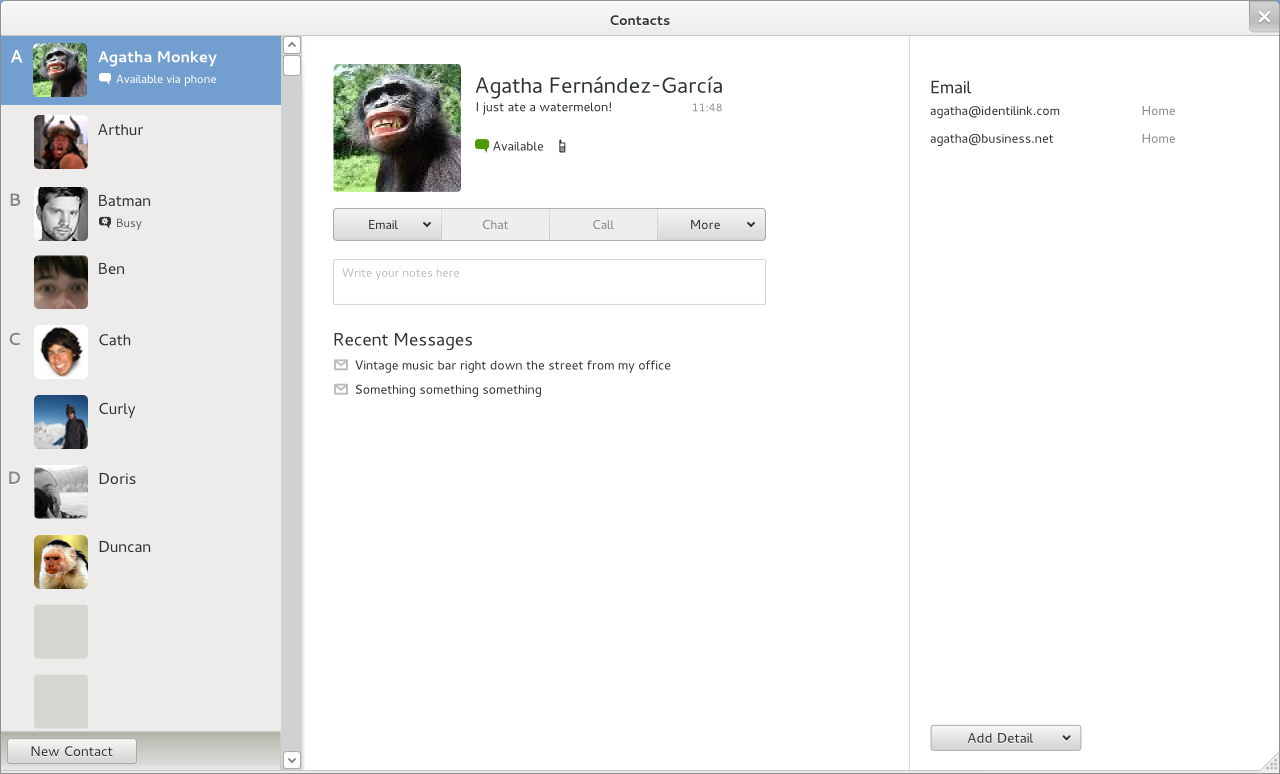 Contacts
A
Agatha Monkey
Available via phone
Arthur
B
Batman
Busy
Ben
C
Cath
Curly
D
Doris
Duncan
New Contact
Agatha Fernández-García
I just ate a watermelon! 11:48
Available
Email Chat Call More
Write your notes here
Recent Messages
Vintage music bar right down the street from my office
Something something something
Email
agatha@identilink.com Home
agatha@business.net Home
Add Detail